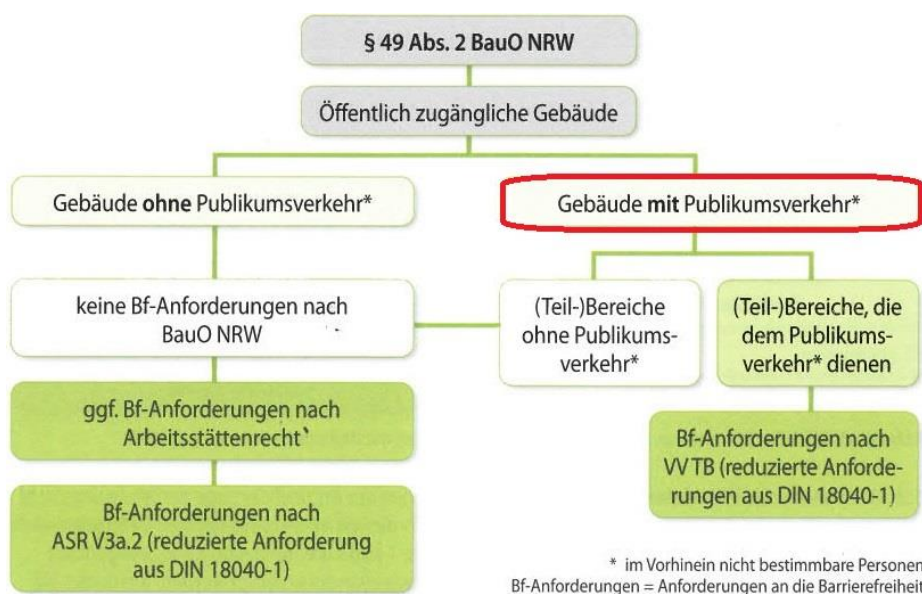 § 49 Abs. 2 BauO NRW
Öffentlich zugängliche Gebäude
Gebäude ohne Publikumsverkehr*
Gebäude mit Publikumsverkehr*
keine Bf-Anforderungen nach
BauO NRW
(Teil-)Bereiche
ohne Publikums-
verkehr*
(Teil-)Bereiche, die
dem Publikums-
verkehr* dienen
ggf. Bf-Anforderungen nach
Arbeitsstättenrecht
Bf-Anforderungen nach
VV TB (reduzierte Anforde-
rungen aus DIN 18040-1)
Bf-Anforderungen nach
ASR V3a.2 (reduzierte Anforderung
aus DIN 18040-1)
* im Vorhinein nicht bestimmbare Personen
Bf-Anforderungen = Anforderungen an die Barrierefreiheit